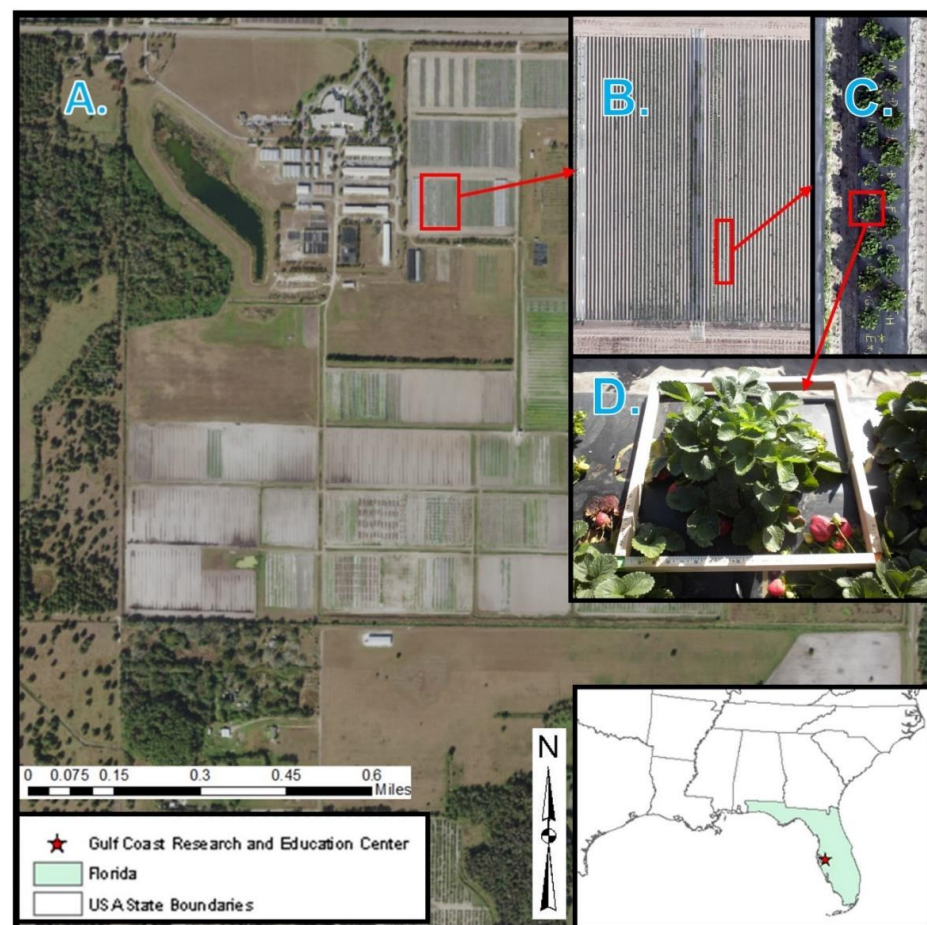 A.
B.
C.
D.
N
0 0.075 0.15 0.3 0.45 0.6
Miles
Gulf Coast Research and Education Center
Florida
USA State Boundaries